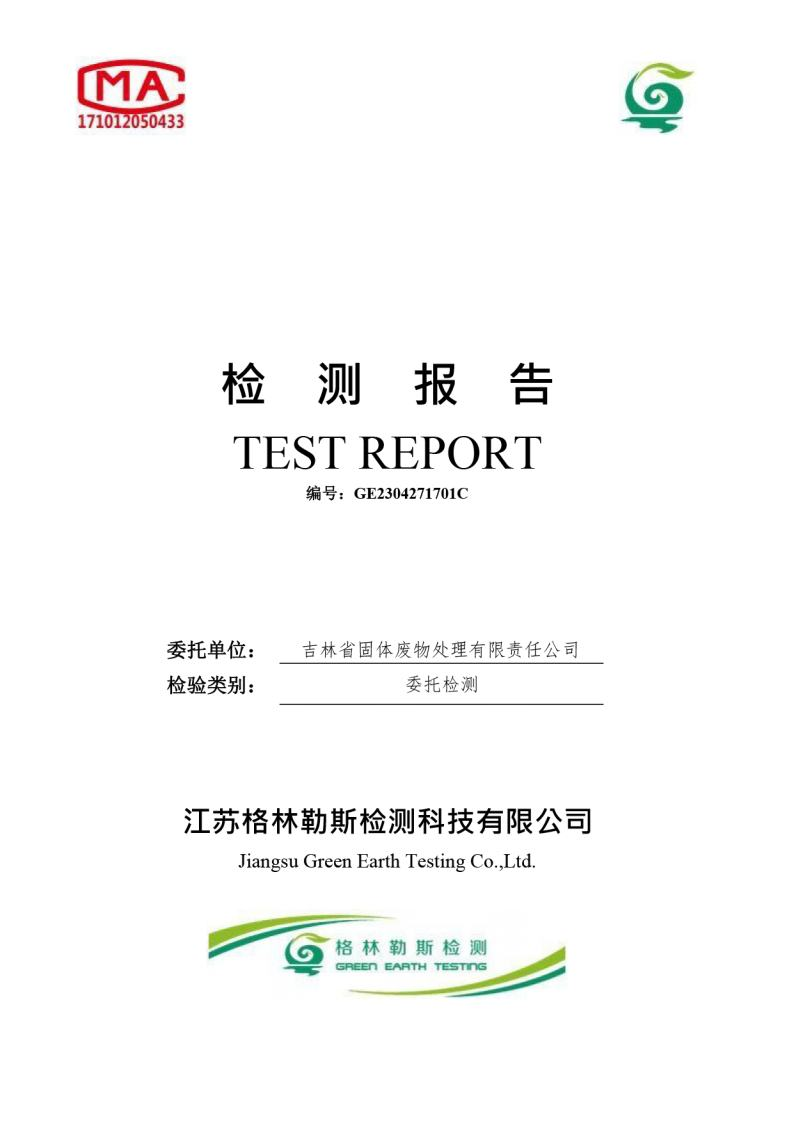 MA
171012050433
检 测 报 告
TEST REPORT
编号：GE2304271701C
委托单位： 吉林省固体废物处理有限责任公司
检验类别： 委托检测
江苏格林勒斯检测科技有限公司
Jiangsu Green Earth Testing Co.,Ltd.
格林勒斯检测
GREEN EARTH TESTING